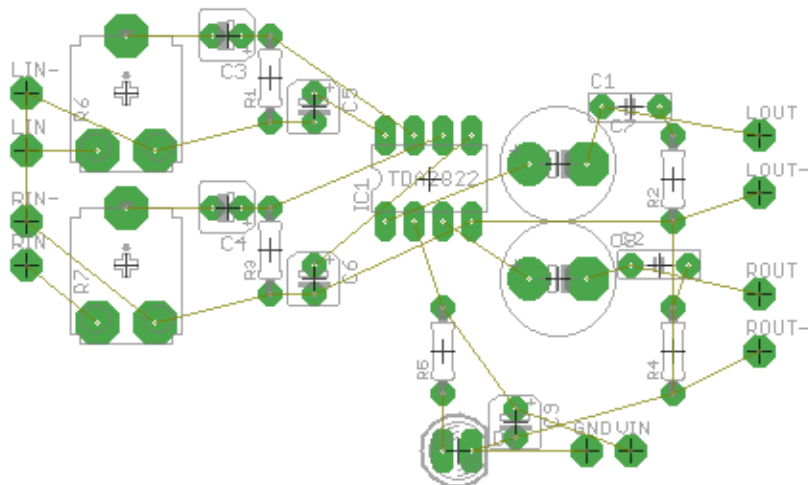 LIN-
LIN
RIN-
RIN
R6
C3
R1
C5
R7
C4
R3
C6
IC1
TDA2822
C1
R2
LOUT
LOUT-
ROUT
ROUT-
R4
R5
C9
GND
VIN